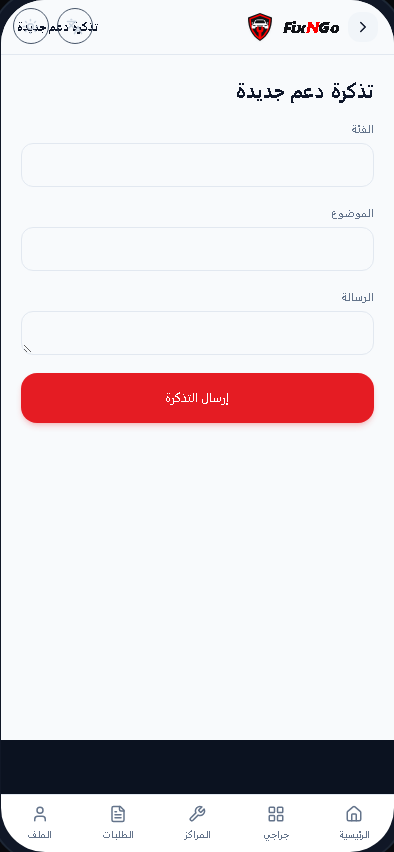 FixNGo
تذكرة دعم جديدة
تذكرة دعم جديدة
الفئة
الموضوع
الرسالة
إرسال التذكرة
الرئيسية
جراجي
المراكز
الطلبات
الملف